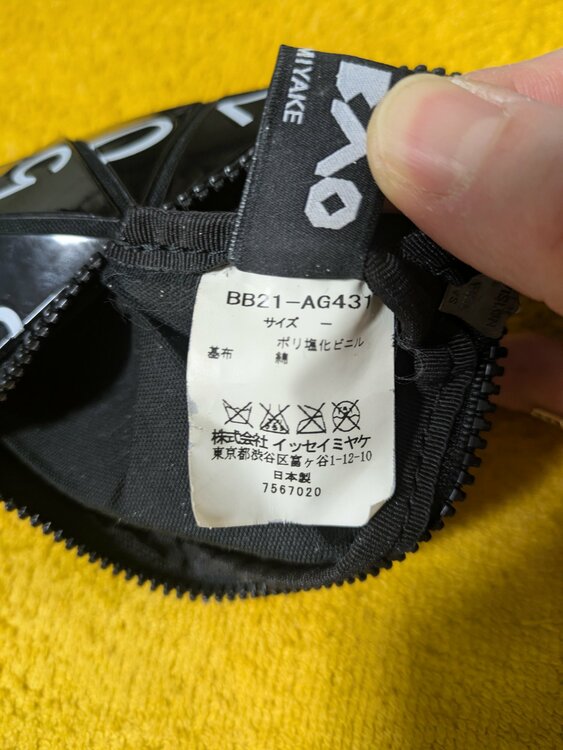 MIYAKE
BAO
BB21-AG431
サイズ ー
ポリ塩化ビニル
基布 綿
株式会社 イッセイミヤケ
東京都渋谷区富ヶ谷1-12-10
日本製
7567020